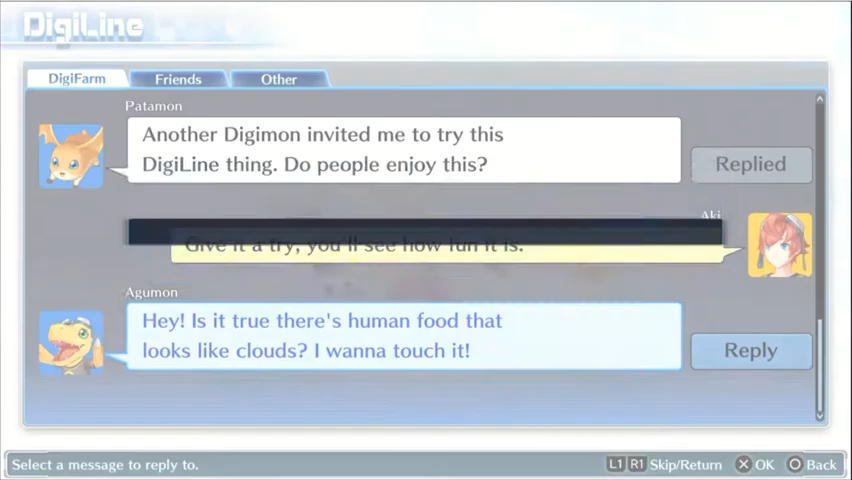 DigiLine
DigiFarm
Friends
Other
Patamon
Another Digimon invited me to try this
DigiLine thing. Do people enjoy this?
Replied
Aki
Give it a try, you'll see how fun it is.
Agumon
Hey! Is it true there's human food that
looks like clouds? I wanna touch it!
Reply
Select a message to reply to.
L1 R1 Skip/Return OK Back